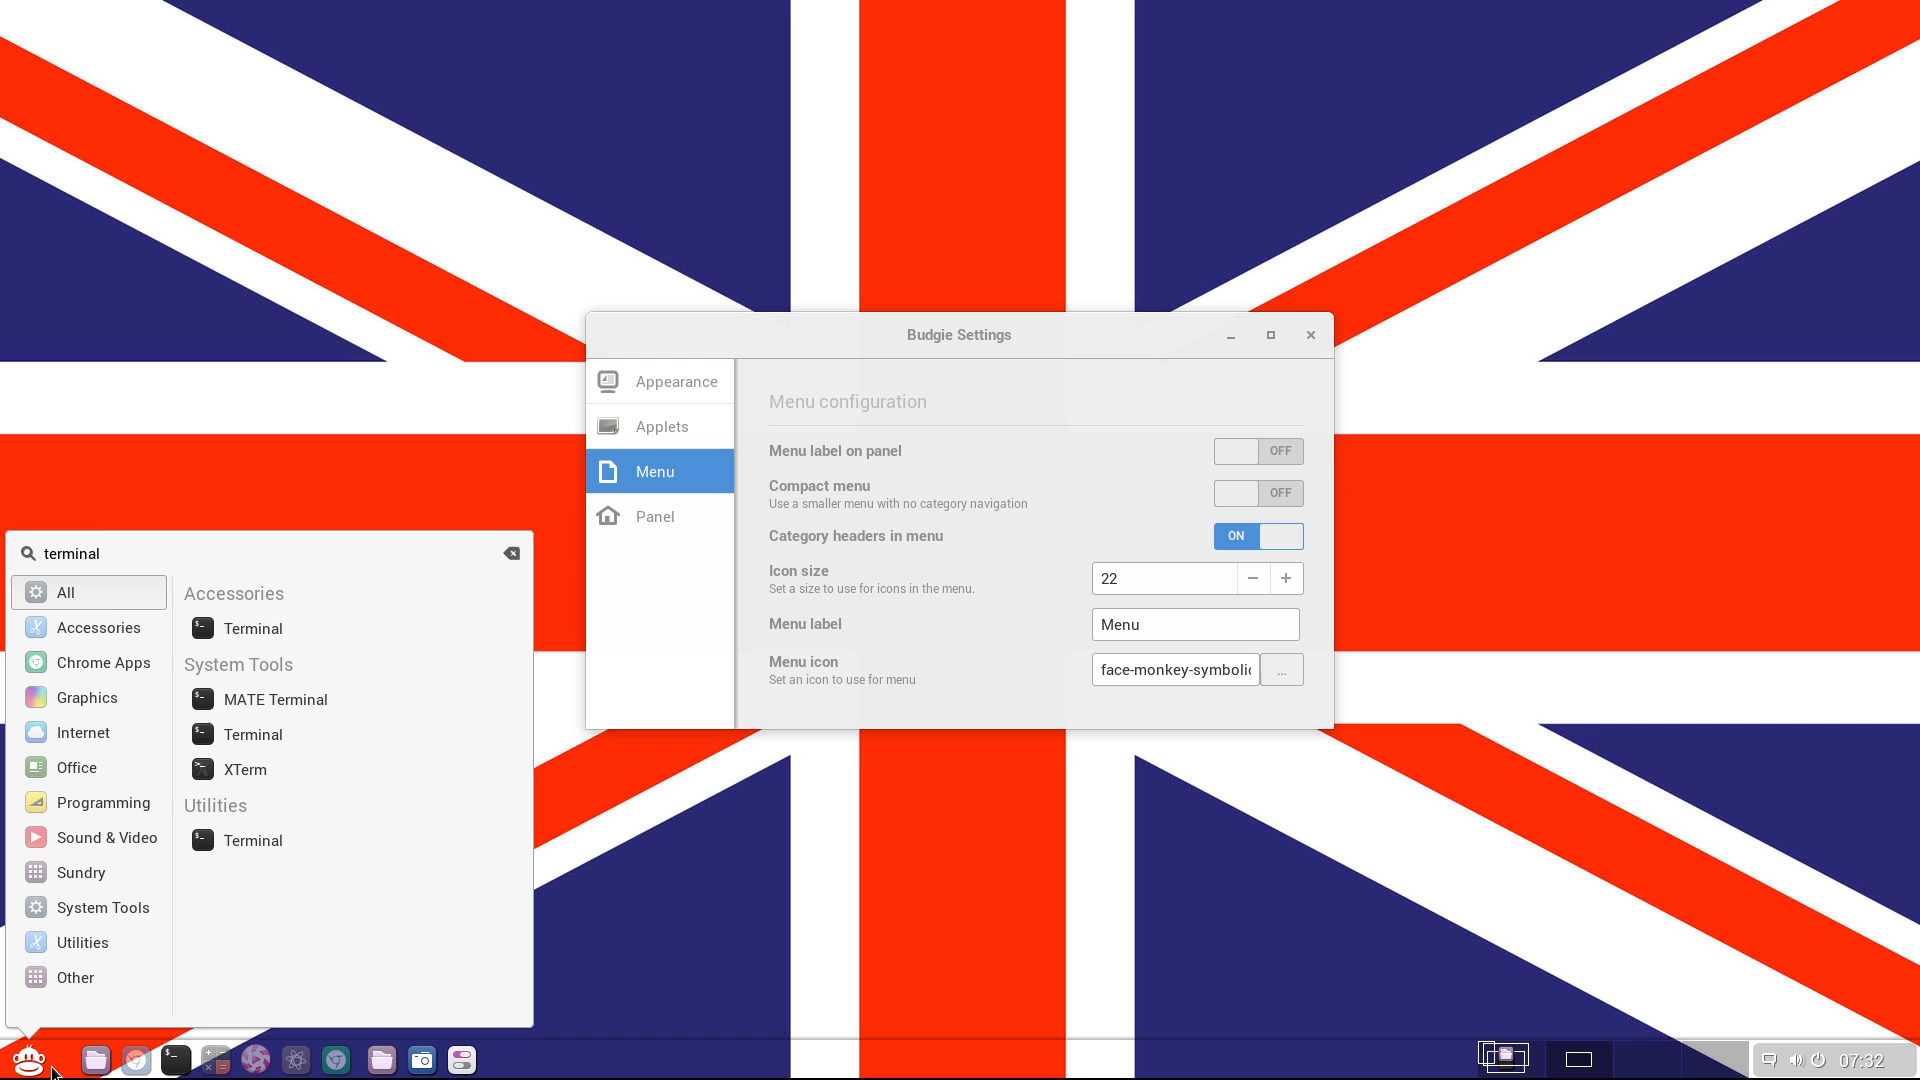 Budgie Settings
Appearance
Applets
Menu
Panel
Menu configuration
Menu label on panel
OFF
Compact menu
Use a smaller menu with no category navigation
OFF
Category headers in menu
ON
Icon size
Set a size to use for icons in the menu.
22
Menu label
Menu
Menu icon
Set an icon to use for menu
face-monkey-symbolic
...
terminal
All
Accessories
Chrome Apps
Graphics
Internet
Office
Programming
Sound & Video
Sundry
System Tools
Utilities
Other
Accessories
Terminal
System Tools
MATE Terminal
Terminal
XTerm
Utilities
Terminal
07:32